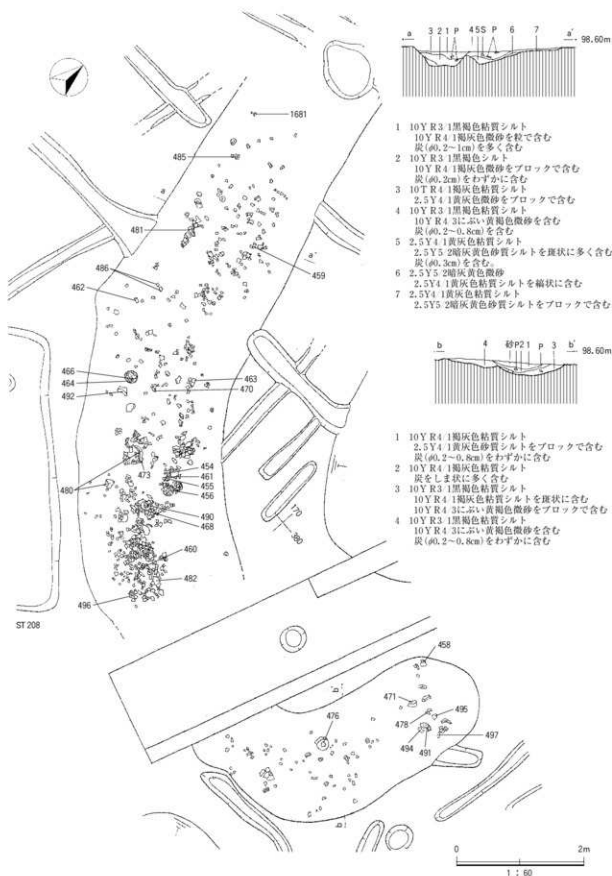 a 3 2 1 P 4 5 S P 6 7 a'
98.60m
1 10YR3/1黒褐色粘質シルト
10YR4/1褐灰色微砂を粒で含む
炭(φ0.2〜1cm)を多く含む
2 10YR3/1黒褐色シルト
10YR4/1褐灰色微砂をブロックで含む
炭(φ0.2cm)をわずかに含む
3 10TR4/1褐灰色粘質シルト
2.5Y4/1黄灰色微砂をブロックで含む
4 10YR3/1黒褐色粘質シルト
10YR4/3にぶい黄褐色微砂を含む
炭(φ0.2〜0.8cm)を含む
5 2.5Y4/1黄灰色粘質シルト
2.5Y5/2暗灰黄色砂質シルトを斑状に多く含む
炭(φ0.3cm)を含む。
6 2.5Y5/2暗灰黄色微砂
2.5Y4/1黄灰色粘質シルトを縞状に含む
7 2.5Y4/1黄灰色粘質シルト
2.5Y5/2暗灰黄色砂質シルトをブロックで含む
b 4 砂P2 1 P 3 b'
98.60m
1 10YR4/1褐灰色粘質シルト
2.5Y4/1黄灰色砂質シルトをブロックで含む
炭(φ0.2〜0.8cm)をわずかに含む
2 10YR4/1褐灰色粘質シルト
炭をしま状に多く含む
3 10YR3/1黒褐色粘質シルト
10YR4/1褐灰色粘質シルトを斑状に含む
10YR4/3にぶい黄褐色微砂をブロックで含む
4 10YR3/1黒褐色粘質シルト
10YR4/3にぶい黄褐色微砂を含む
炭(φ0.2〜0.8cm)をわずかに含む
1681
485
a
481
a'
459
486
462
466
464
492
463
470
454
461
455
456
473
480
490
468
460
482
496
170
ST208
458
471
495
478
476
494
491
497
0 2m
1:60